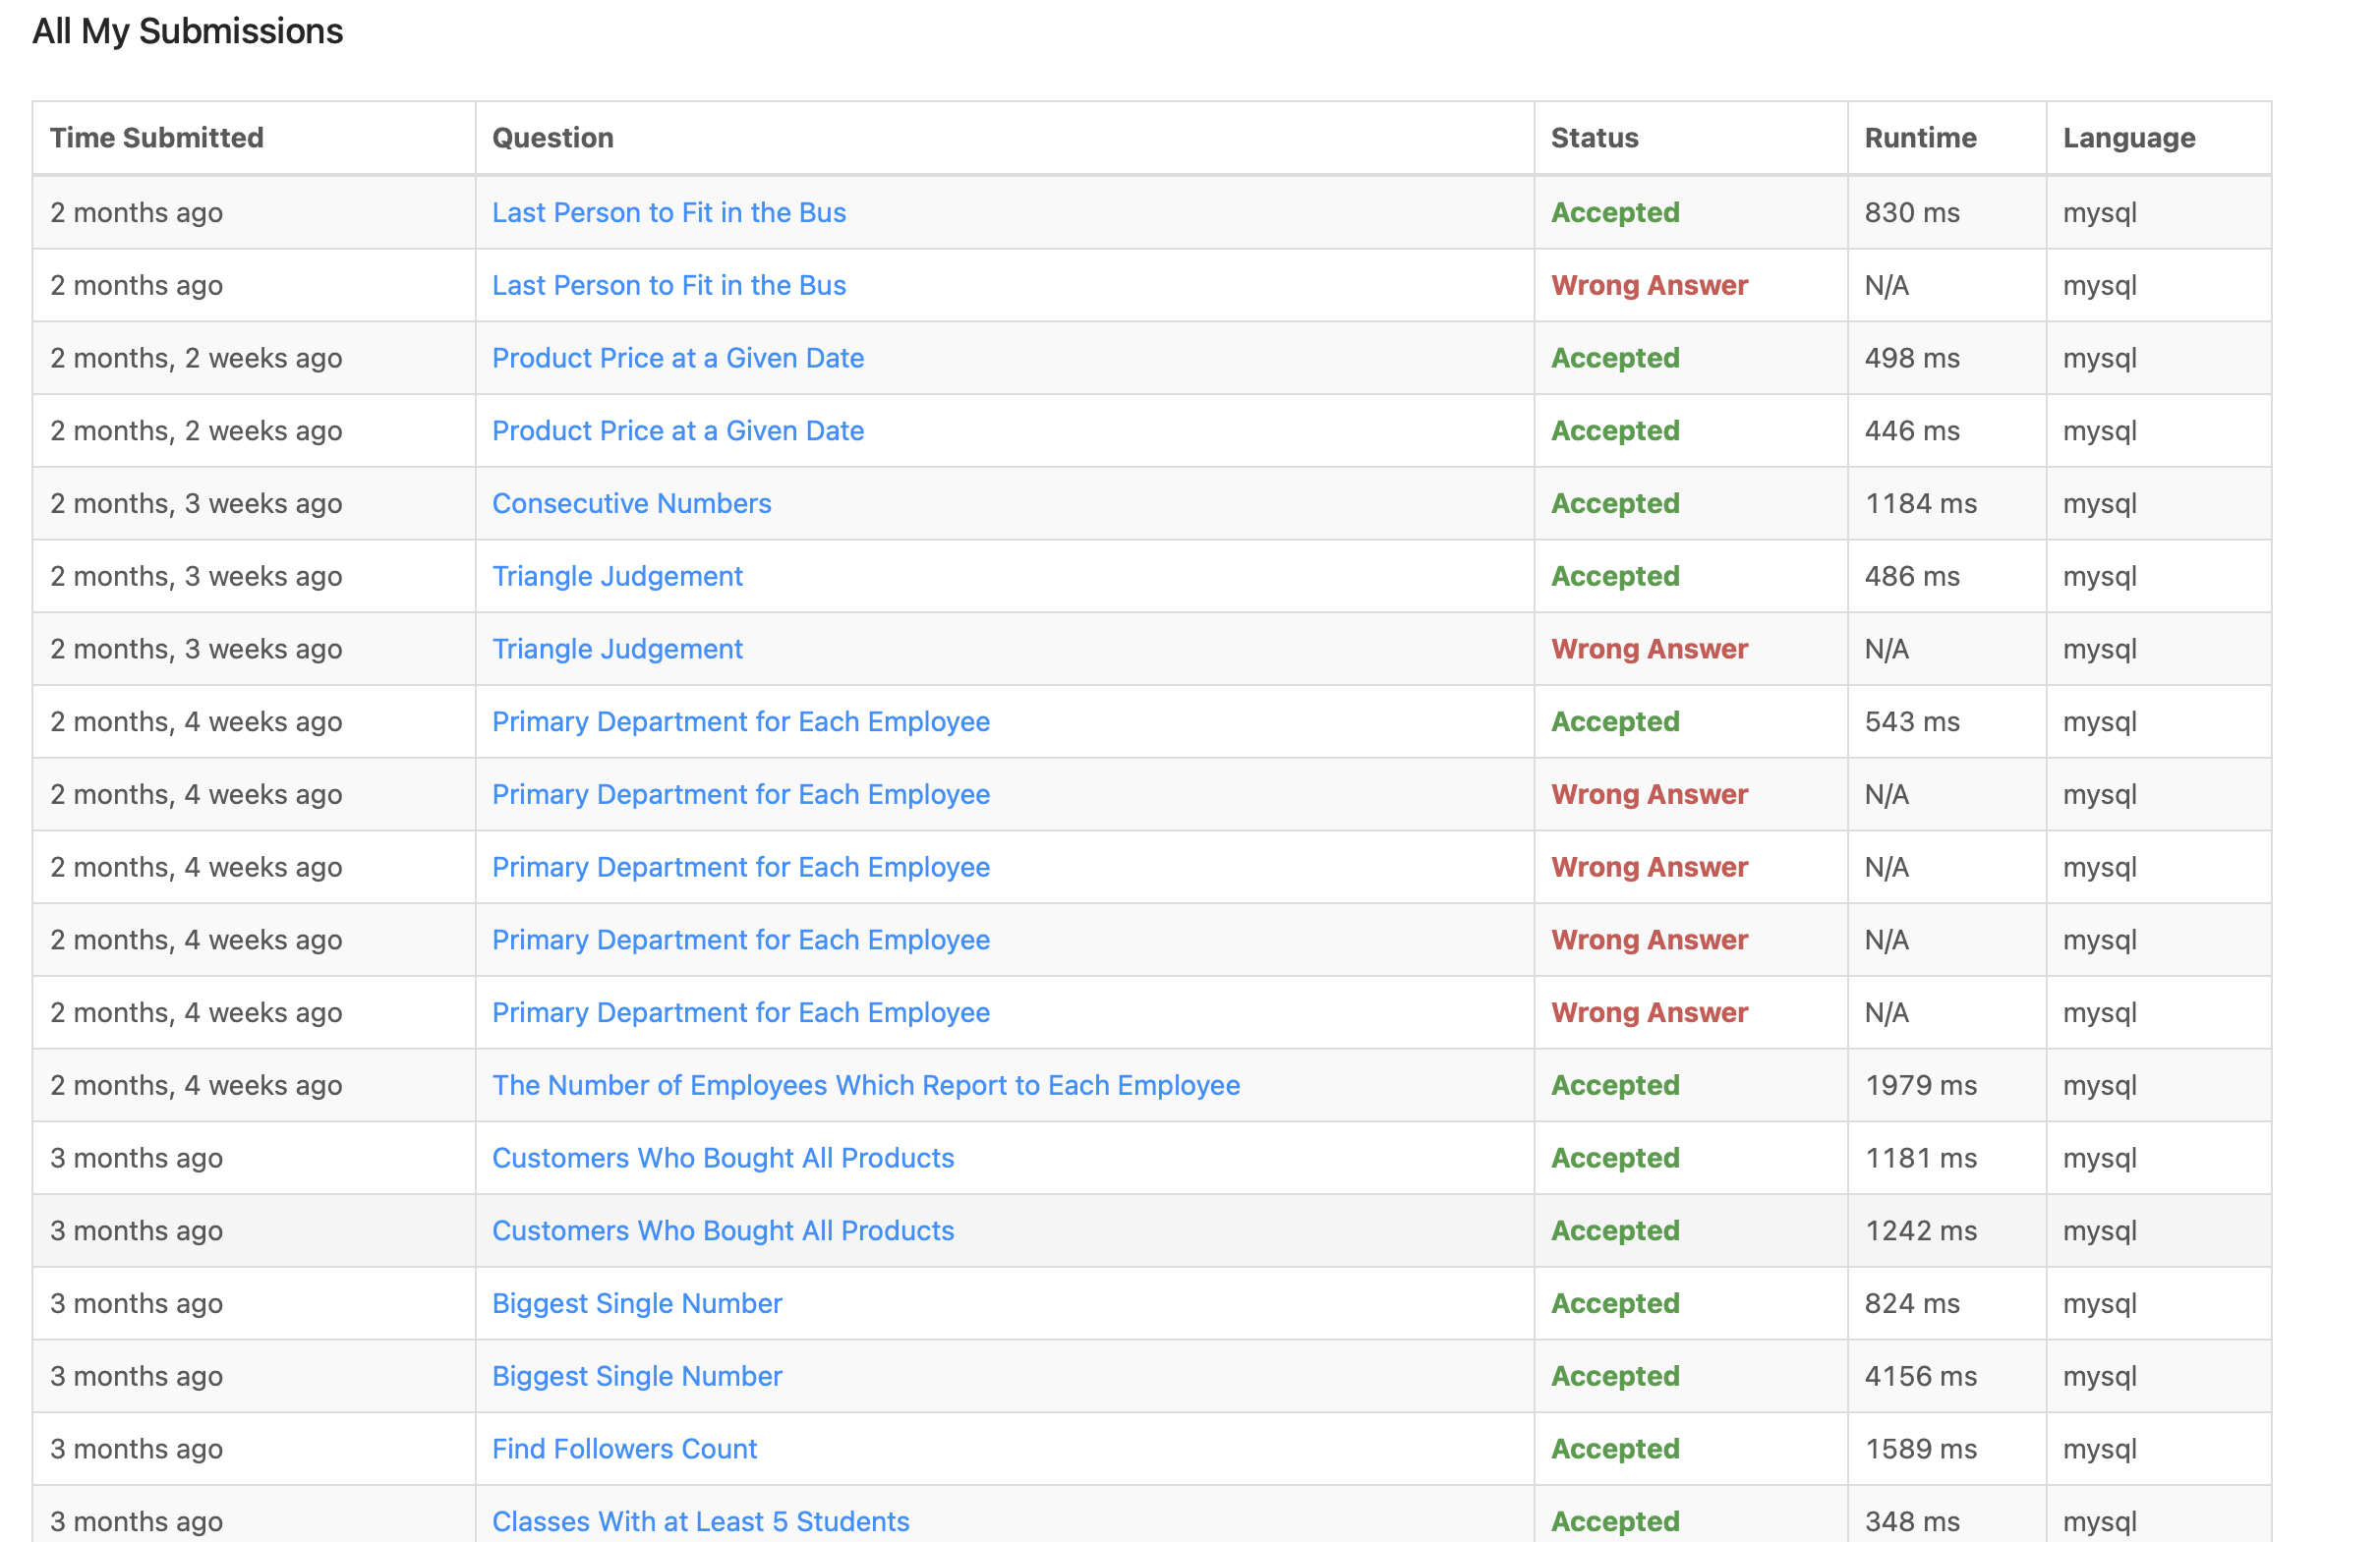 All My Submissions
Time Submitted Question Status Runtime Language
2 months ago Last Person to Fit in the Bus Accepted 830 ms mysql
2 months ago Last Person to Fit in the Bus Wrong Answer N/A mysql
2 months, 2 weeks ago Product Price at a Given Date Accepted 498 ms mysql
2 months, 2 weeks ago Product Price at a Given Date Accepted 446 ms mysql
2 months, 3 weeks ago Consecutive Numbers Accepted 1184 ms mysql
2 months, 3 weeks ago Triangle Judgement Accepted 486 ms mysql
2 months, 3 weeks ago Triangle Judgement Wrong Answer N/A mysql
2 months, 4 weeks ago Primary Department for Each Employee Accepted 543 ms mysql
2 months, 4 weeks ago Primary Department for Each Employee Wrong Answer N/A mysql
2 months, 4 weeks ago Primary Department for Each Employee Wrong Answer N/A mysql
2 months, 4 weeks ago Primary Department for Each Employee Wrong Answer N/A mysql
2 months, 4 weeks ago Primary Department for Each Employee Wrong Answer N/A mysql
2 months, 4 weeks ago The Number of Employees Which Report to Each Employee Accepted 1979 ms mysql
3 months ago Customers Who Bought All Products Accepted 1181 ms mysql
3 months ago Customers Who Bought All Products Accepted 1242 ms mysql
3 months ago Biggest Single Number Accepted 824 ms mysql
3 months ago Biggest Single Number Accepted 4156 ms mysql
3 months ago Find Followers Count Accepted 1589 ms mysql
3 months ago Classes With at Least 5 Students Accepted 348 ms mysql